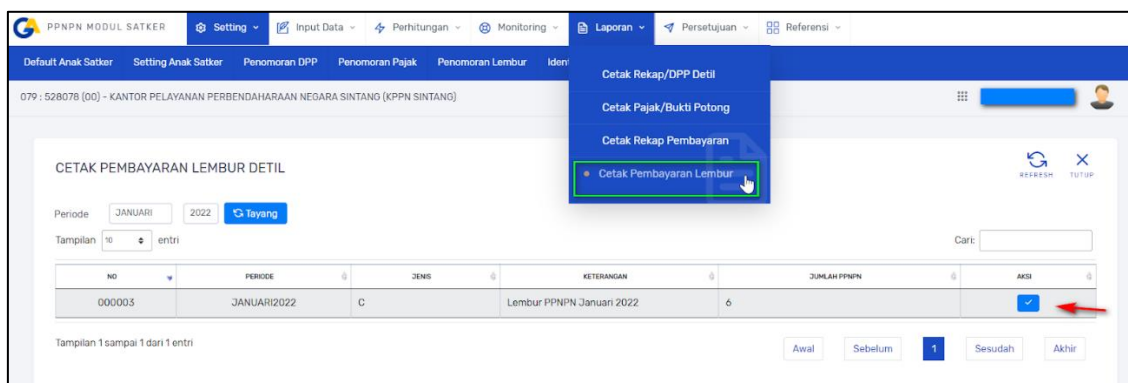 GA PPNPN MODUL SATKER Setting Input Data Perhitungan Monitoring Laporan Persetujuan Referensi
Default Anak Satker Setting Anak Satker Penomoran DPP Penomoran Pajak Penomoran Lembur Iden
Cetak Rekap/DPP Detil
079 : 528078 (00) - KANTOR PELAYANAN PERBENDAHARAAN NEGARA SINTANG (KPPN SINTANG)
Cetak Pajak/Bukti Potong
Cetak Rekap Pembayaran
Cetak Pembayaran Lembur
CETAK PEMBAYARAN LEMBUR DETIL
REFRESH TUTUP
Periode JANUARI 2022 Tayang
Tampilan 10 entri Cari:
NO PERIODE JENIS KETERANGAN JUMLAH PPNPN AKSI
000003 JANUARI2022 C Lembur PPNPN Januari 2022 6
Tampilan 1 sampai 1 dari 1 entri
Awal Sebelum 1 Sesudah Akhir